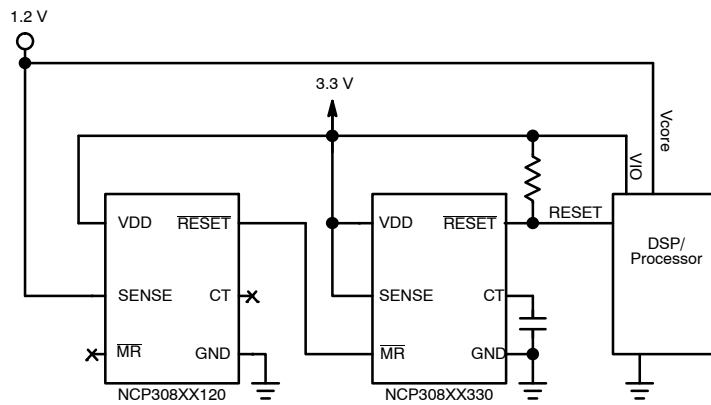 1.2 V
3.3 V
Vcore
VIO
VDD
RESET
SENSE
CT
MR
GND
NCP308XX120
VDD
RESET
SENSE
CT
MR
GND
NCP308XX330
RESET
DSP/
Processor